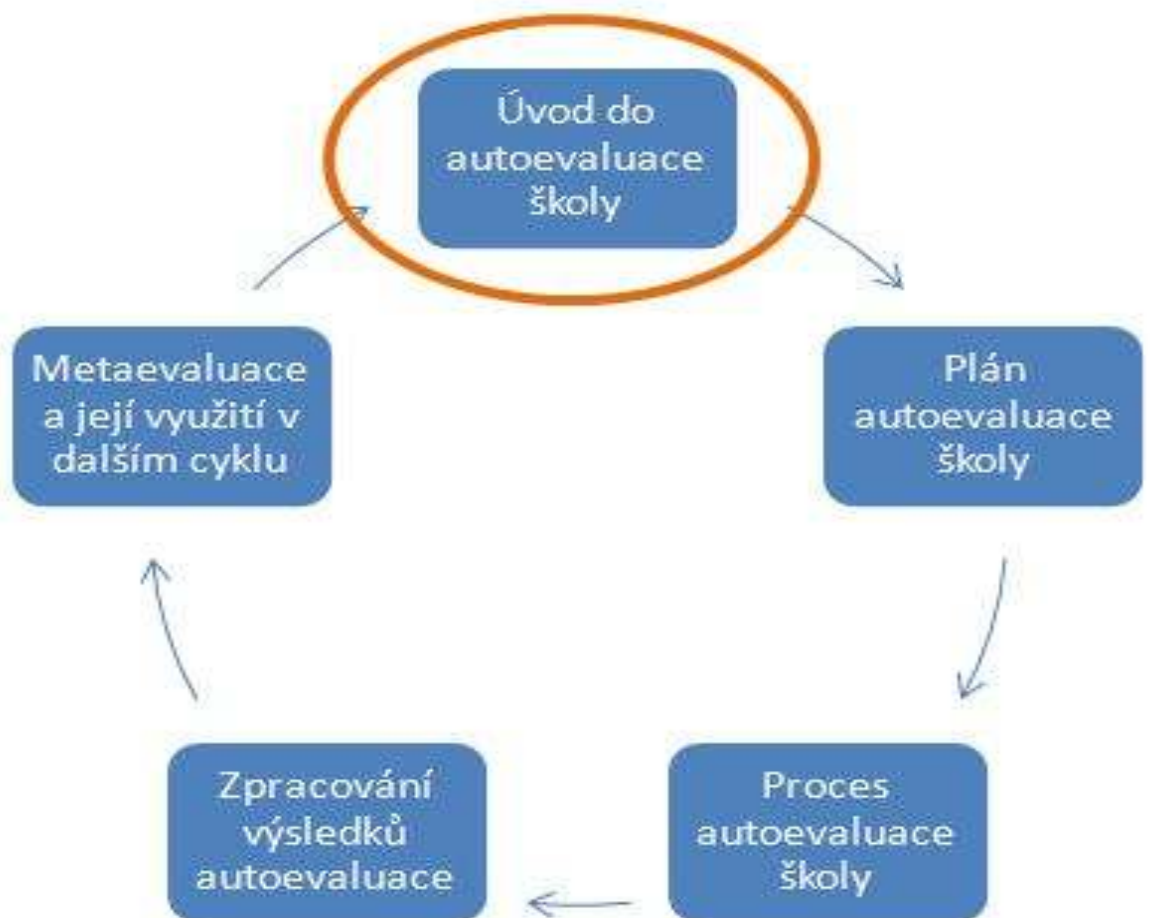 Úvod do
autoevaluace
školy
Plán
autoevaluace
školy
Proces
autoevaluace
školy
Zpracování
výsledků
autoevaluace
Metaevaluace
a její využití v
dalším cyklu